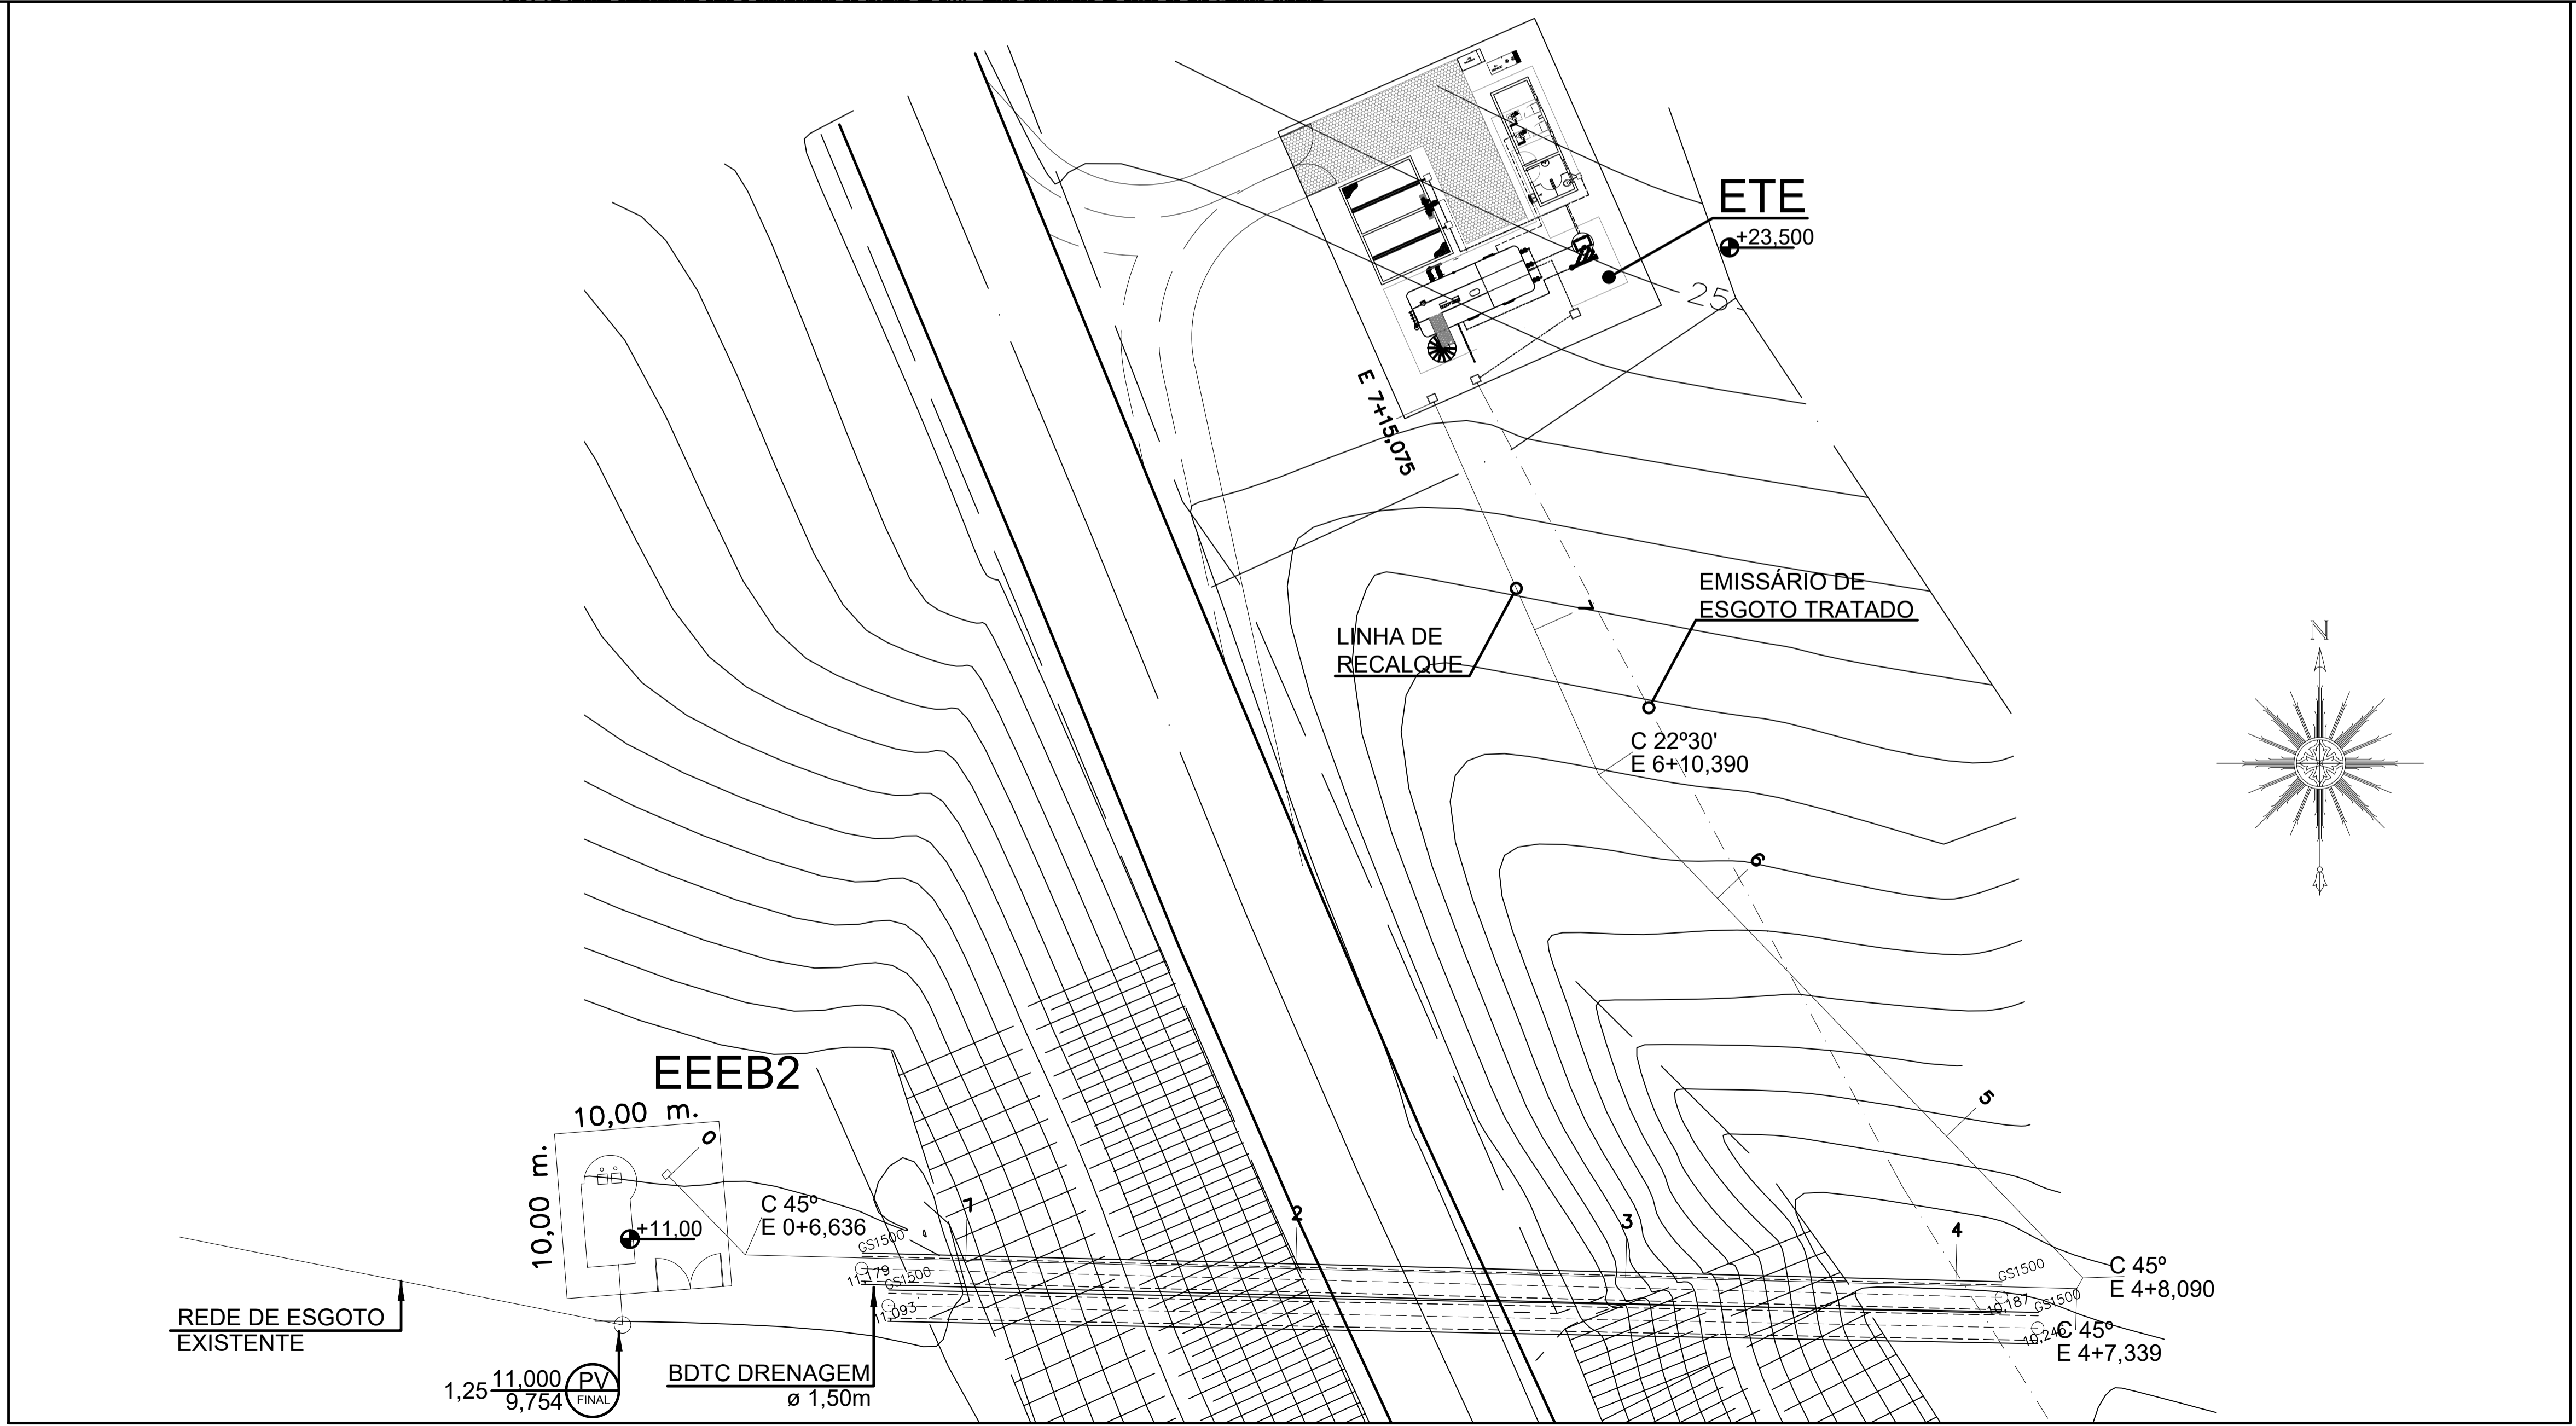 ETE
+23,500
25
E 7+15,075
EMISSÁRIO DE
ESGOTO TRATADO
LINHA DE
RECALQUE
7
N
C 22º30'
E 6+10,390
6
5
EEEB2
10,00 m.
10,00 m.
0
+11,00
C 45º
E 0+6,636
1
2
3
4
GS1500
11,179
GS1500
11,093
GS1500
10,187
GS1500
C 45º
E 4+8,090
C 45º
E 4+7,339
REDE DE ESGOTO
EXISTENTE
BDTC DRENAGEM
ø 1,50m
1,25
11,000
9,754
PV
FINAL